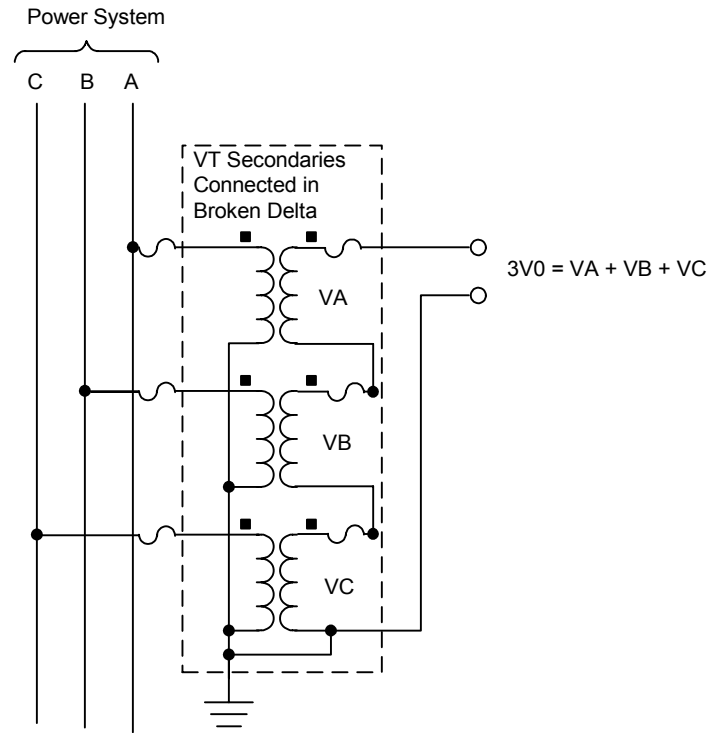 Power System
C B A
VT Secondaries
Connected in
Broken Delta
VA
3V0 = VA + VB + VC
VB
VC